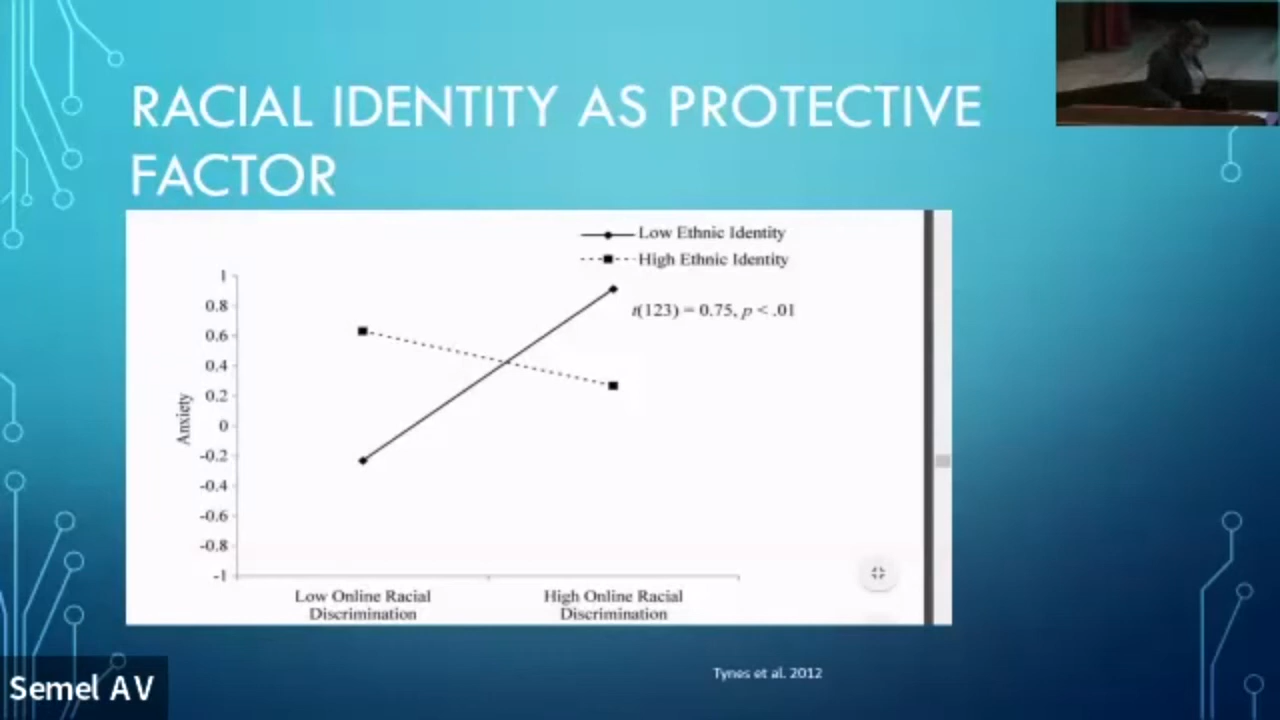 RACIAL IDENTITY AS PROTECTIVE
FACTOR
Low Ethnic Identity
High Ethnic Identity
t(123) = 0.75, p < .01
1
0.8
0.6
0.4
0.2
0
-0.2
-0.4
-0.6
-0.8
-1
Anxiety
Low Online Racial
Discrimination
High Online Racial
Discrimination
Tynes et al. 2012
Semel AV